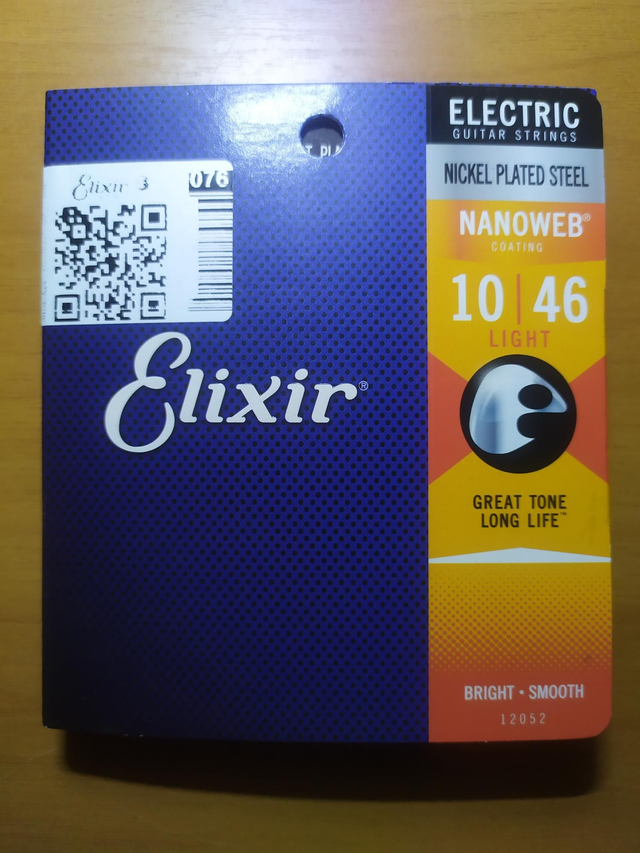 Elixir
076
Elixir®
ELECTRIC
GUITAR STRINGS
NICKEL PLATED STEEL
NANOWEB®
COATING
10 | 46
LIGHT
GREAT TONE
LONG LIFE™
BRIGHT • SMOOTH
12052